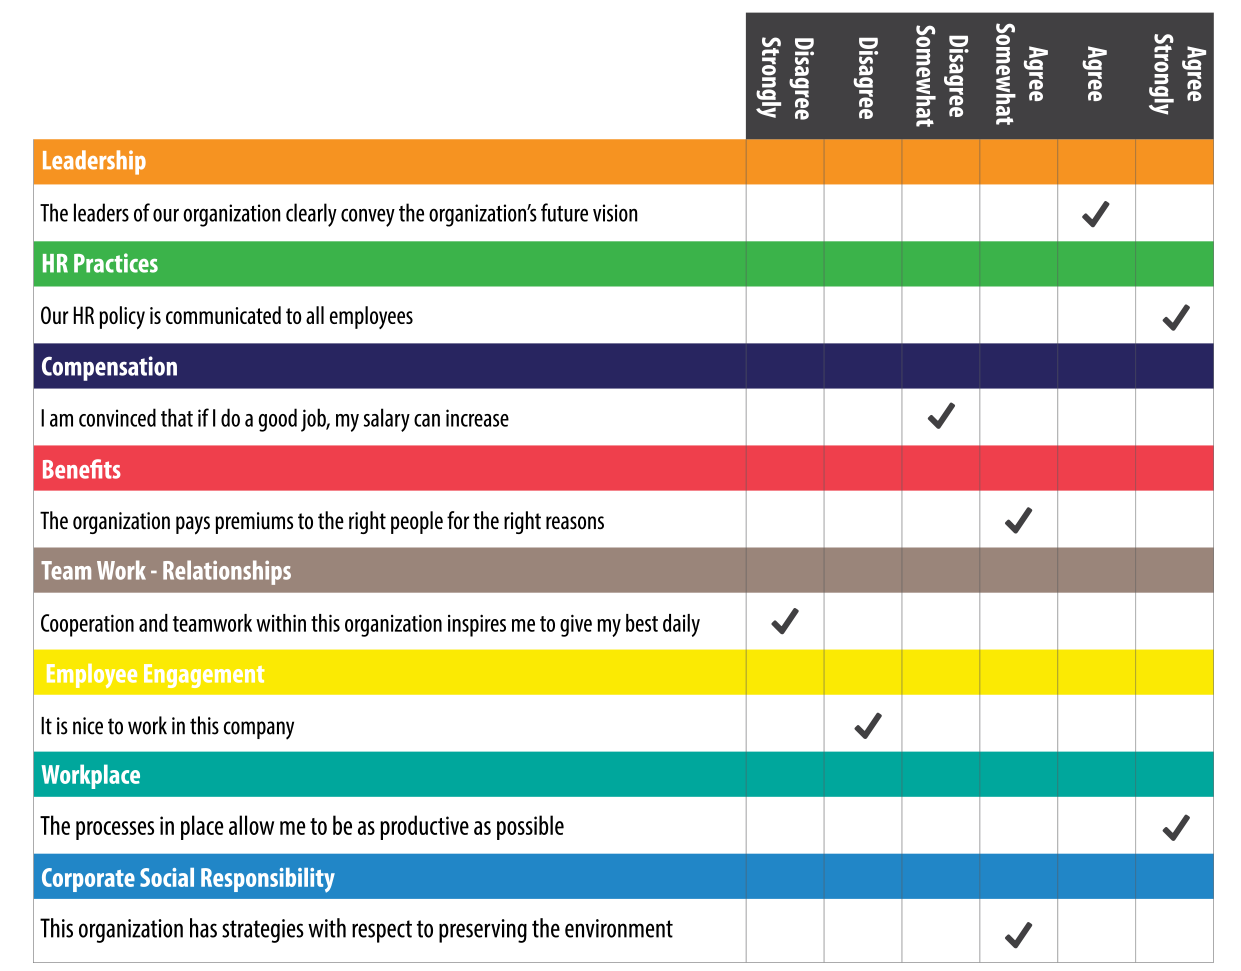 Disagree
Strongly
Disagree
Disagree
Somewhat
Agree
Somewhat
Agree
Agree
Strongly
Leadership
The leaders of our organization clearly convey the organization’s future vision
HR Practices
Our HR policy is communicated to all employees
Compensation
I am convinced that if I do a good job, my salary can increase
Benefits
The organization pays premiums to the right people for the right reasons
Team Work - Relationships
Cooperation and teamwork within this organization inspires me to give my best daily
Employee Engagement
It is nice to work in this company
Workplace
The processes in place allow me to be as productive as possible
Corporate Social Responsibility
This organization has strategies with respect to preserving the environment